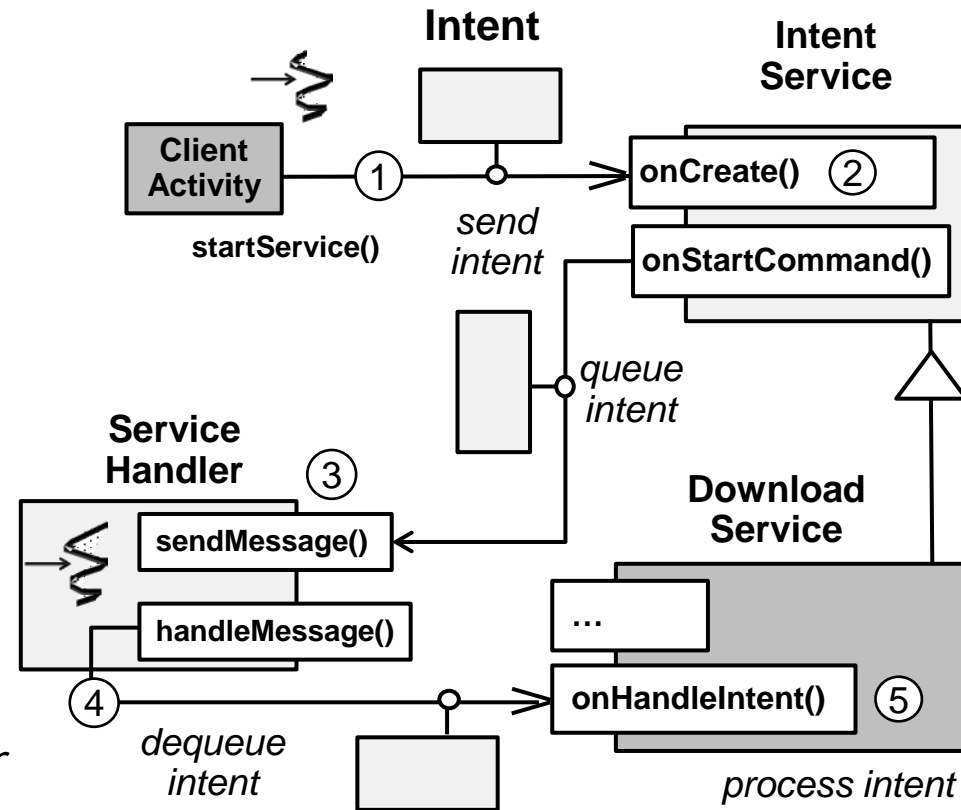 Intent
Intent
Service
Client
Activity
1
onCreate()
2
send
intent
startService()
onStartCommand()
queue
intent
Service
Handler
3
Download
Service
sendMessage()
…
handleMessage()
4
onHandleIntent()
5
dequeue
intent
process intent